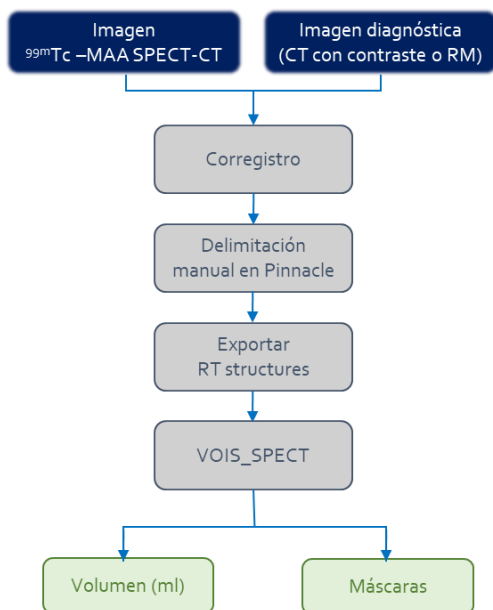 Imagen
⁹⁹ᵐTc –MAA SPECT-CT
Imagen diagnóstica
(CT con contraste o RM)
Corregistro
Delimitación
manual en Pinnacle
Exportar
RT structures
VOIS_SPECT
Volumen (ml)
Máscaras